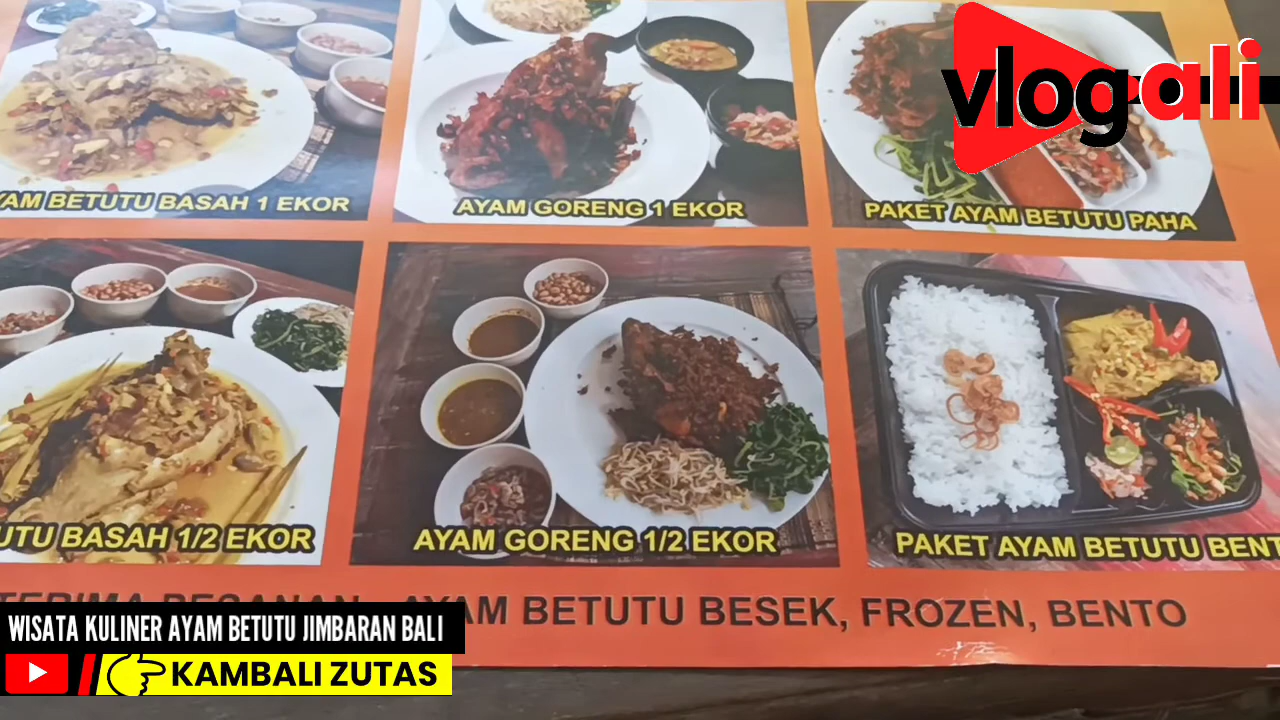 vlogali
AYAM BETUTU BASAH 1 EKOR
AYAM GORENG 1 EKOR
PAKET AYAM BETUTU PAHA
BASAH 1/2 EKOR
AYAM GORENG 1/2 EKOR
PAKET AYAM BETUTU
AYAM BETUTU BESEK, FROZEN, BENTO
WISATA KULINER AYAM BETUTU JIMBARAN BALI
KAMBALI ZUTAS